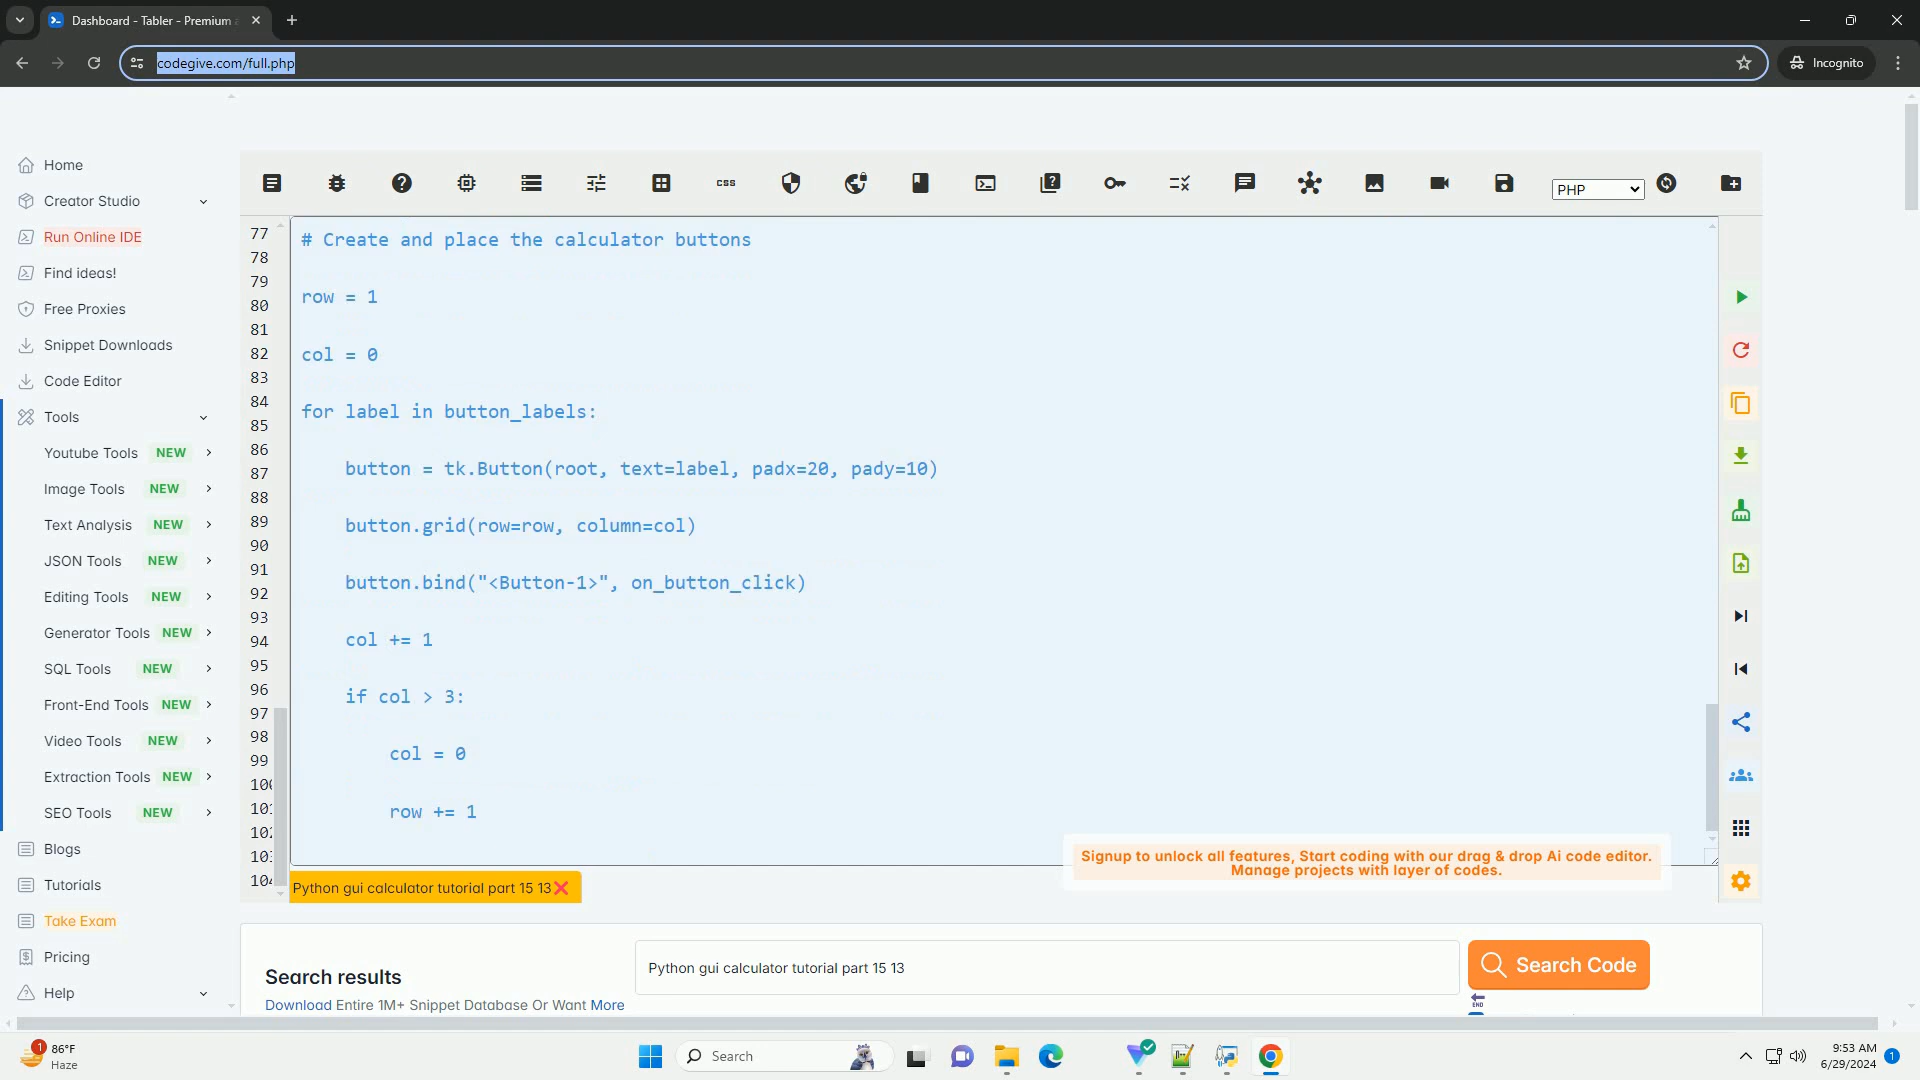 Dashboard - Tabler - Premium
codegive.com/full.php
Incognito
Home
Creator Studio
Run Online IDE
Find ideas!
Free Proxies
Snippet Downloads
Code Editor
Tools
Youtube Tools NEW
Image Tools NEW
Text Analysis NEW
JSON Tools NEW
Editing Tools NEW
Generator Tools NEW
SQL Tools NEW
Front-End Tools NEW
Video Tools NEW
Extraction Tools NEW
SEO Tools NEW
Blogs
Tutorials
Take Exam
Pricing
Help
CSS
PHP
77
78
79
80
81
82
83
84
85
86
87
88
89
90
91
92
93
94
95
96
97
98
99
# Create and place the calculator buttons
row = 1
col = 0
for label in button_labels:
button = tk.Button(root, text=label, padx=20, pady=10)
button.grid(row=row, column=col)
button.bind("<Button-1>", on_button_click)
col += 1
if col > 3:
col = 0
row += 1
Signup to unlock all features, Start coding with our drag & drop Ai code editor.
Manage projects with layer of codes.
Python gui calculator tutorial part 15 13
Search results
Download Entire 1M+ Snippet Database Or Want More
Python gui calculator tutorial part 15 13
Search Code
END
1
86°F
Haze
Search
9:53 AM
6/29/2024
1